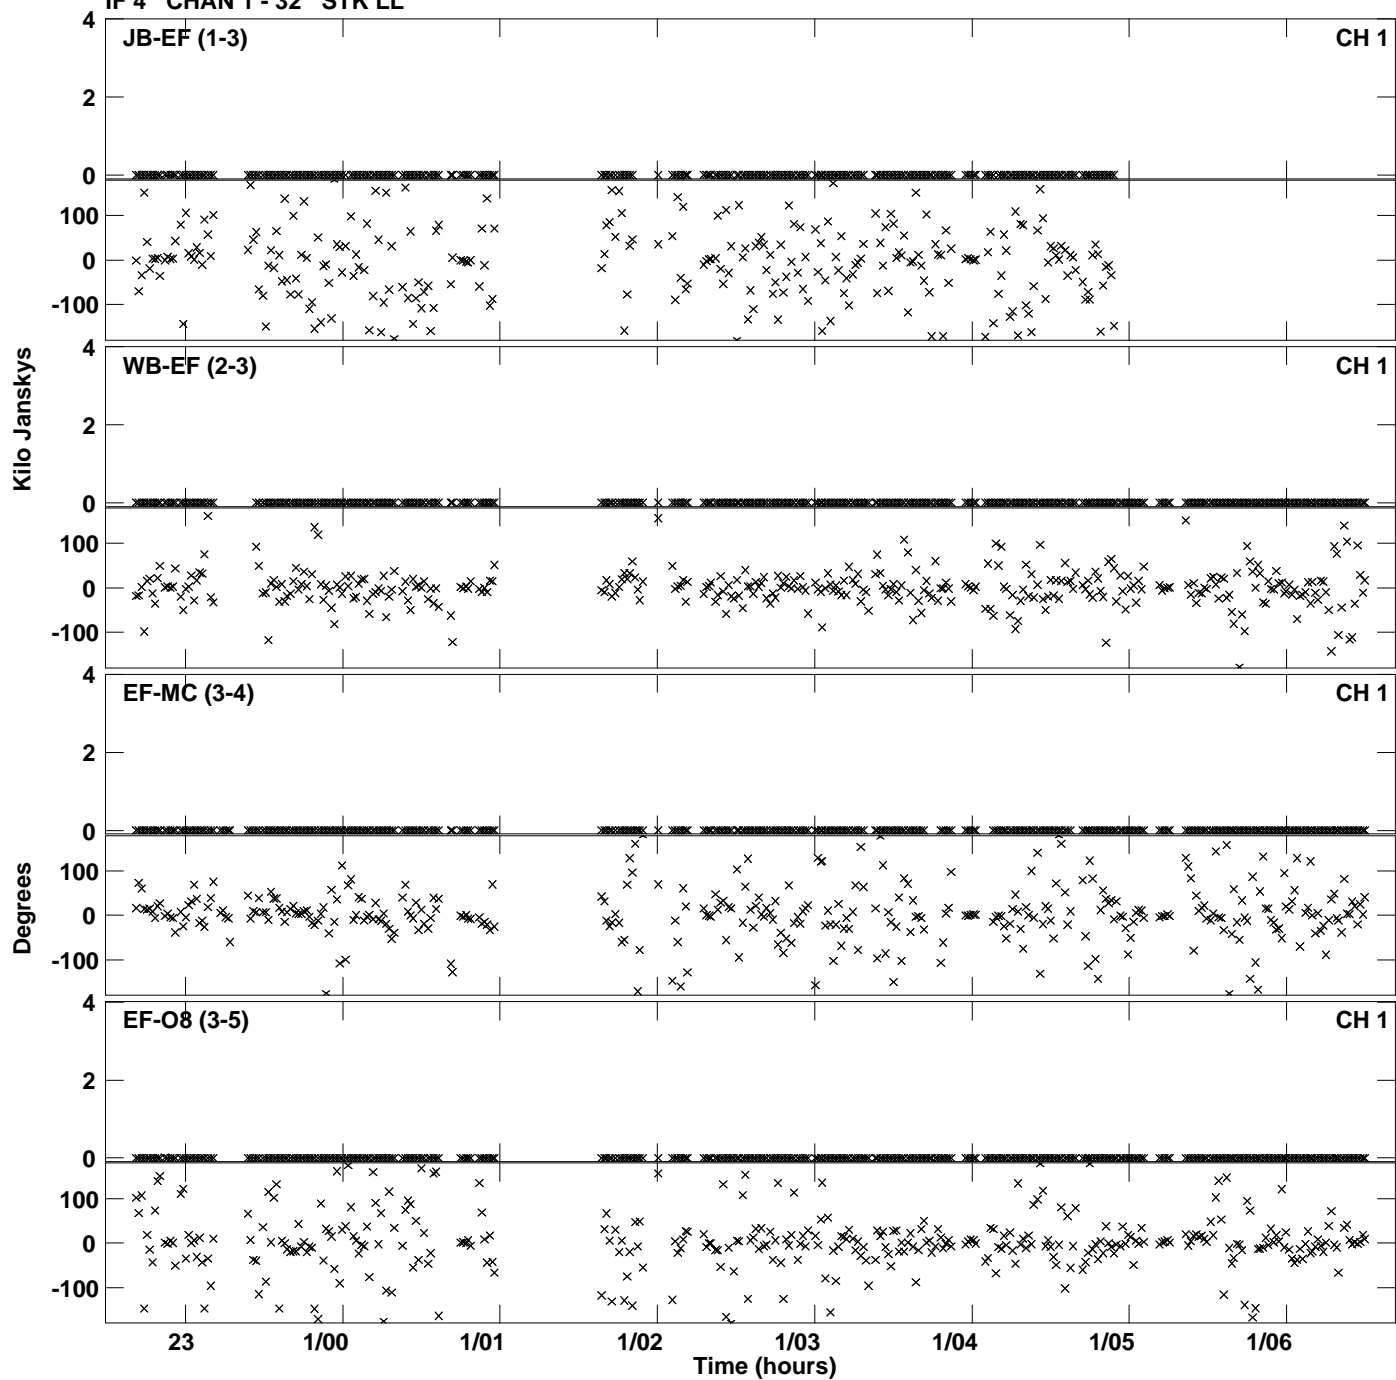 IF 4 CHAN 1 - 32 STK LL
4
JB-EF (1-3)
CH 1
2
0
100
0
-100
4
WB-EF (2-3)
CH 1
2
0
100
0
-100
Kilo Janskys
4
EF-MC (3-4)
CH 1
2
0
100
0
-100
Degrees
4
EF-O8 (3-5)
CH 1
2
0
100
0
-100
23 1/00 1/01 1/02 1/03 1/04 1/05 1/06
Time (hours)